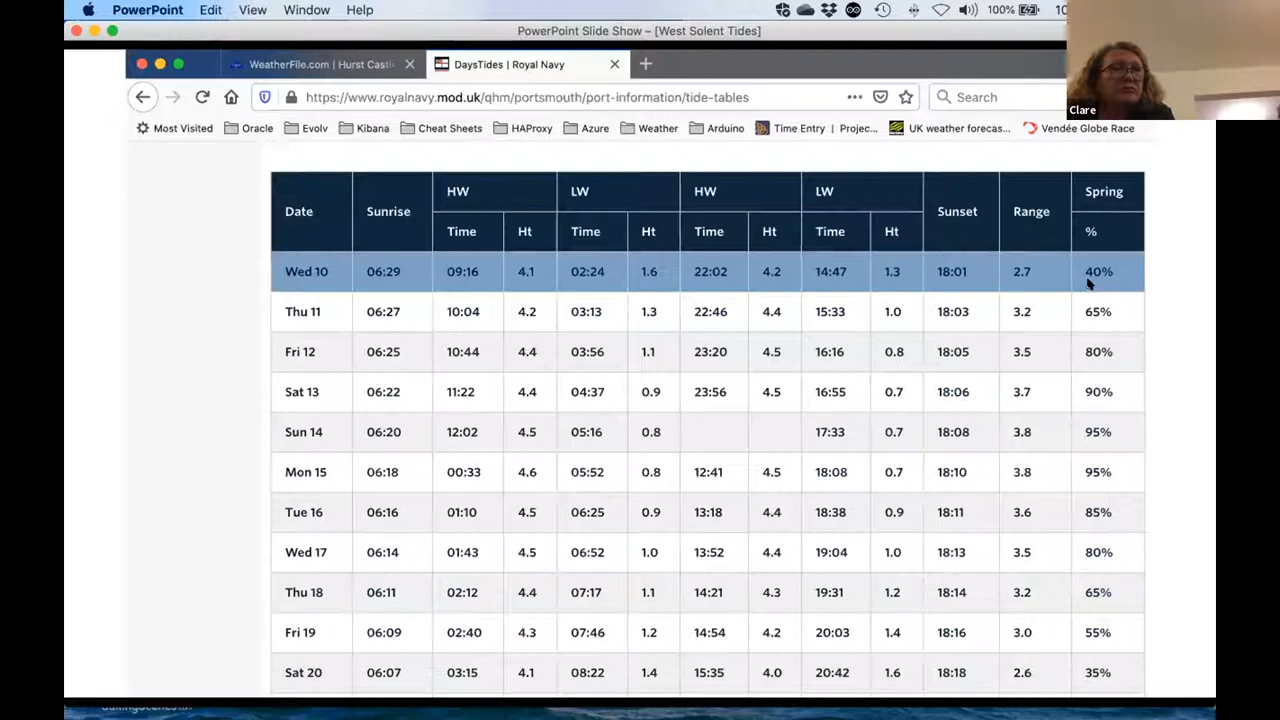 PowerPoint Edit View Window Help 100% 10
PowerPoint Slide Show – [West Solent Tides]
WeatherFile.com | Hurst Castl DaysTides | Royal Navy
https://www.royalnavy.mod.uk/qhm/portsmouth/port-information/tide-tables Search
Clare
Most Visited Oracle Evolv Kibana Cheat Sheets HAProxy Azure Weather Arduino Time Entry | Projec... UK weather forecas... Vendée Globe Race
Date Sunrise HW LW HW LW Sunset Range Spring
Time Ht Time Ht Time Ht Time Ht %
Wed 10 06:29 09:16 4.1 02:24 1.6 22:02 4.2 14:47 1.3 18:01 2.7 40%
Thu 11 06:27 10:04 4.2 03:13 1.3 22:46 4.4 15:33 1.0 18:03 3.2 65%
Fri 12 06:25 10:44 4.4 03:56 1.1 23:20 4.5 16:16 0.8 18:05 3.5 80%
Sat 13 06:22 11:22 4.4 04:37 0.9 23:56 4.5 16:55 0.7 18:06 3.7 90%
Sun 14 06:20 12:02 4.5 05:16 0.8 17:33 0.7 18:08 3.8 95%
Mon 15 06:18 00:33 4.6 05:52 0.8 12:41 4.5 18:08 0.7 18:10 3.8 95%
Tue 16 06:16 01:10 4.5 06:25 0.9 13:18 4.4 18:38 0.9 18:11 3.6 85%
Wed 17 06:14 01:43 4.5 06:52 1.0 13:52 4.4 19:04 1.0 18:13 3.5 80%
Thu 18 06:11 02:12 4.4 07:17 1.1 14:21 4.3 19:31 1.2 18:14 3.2 65%
Fri 19 06:09 02:40 4.3 07:46 1.2 14:54 4.2 20:03 1.4 18:16 3.0 55%
Sat 20 06:07 03:15 4.1 08:22 1.4 15:35 4.0 20:42 1.6 18:18 2.6 35%